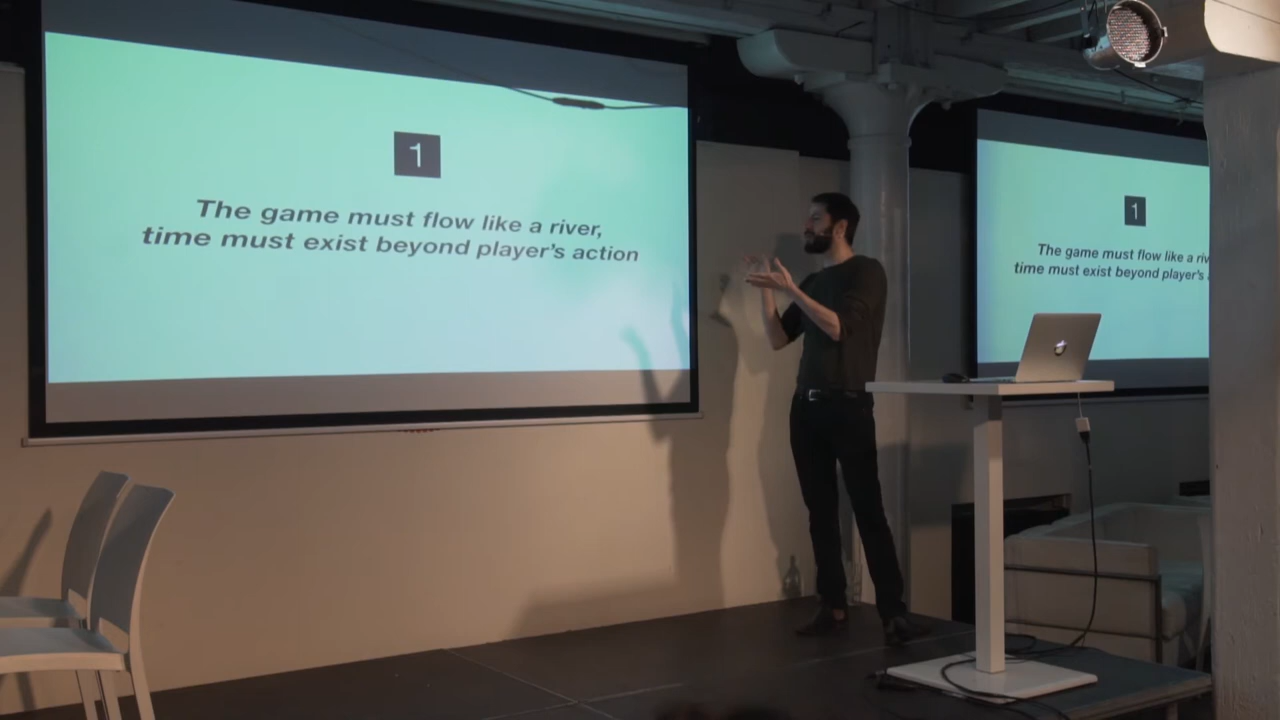 1
The game must flow like a river,
time must exist beyond player's action
1
The game must flow like a riv
time must exist beyond player's